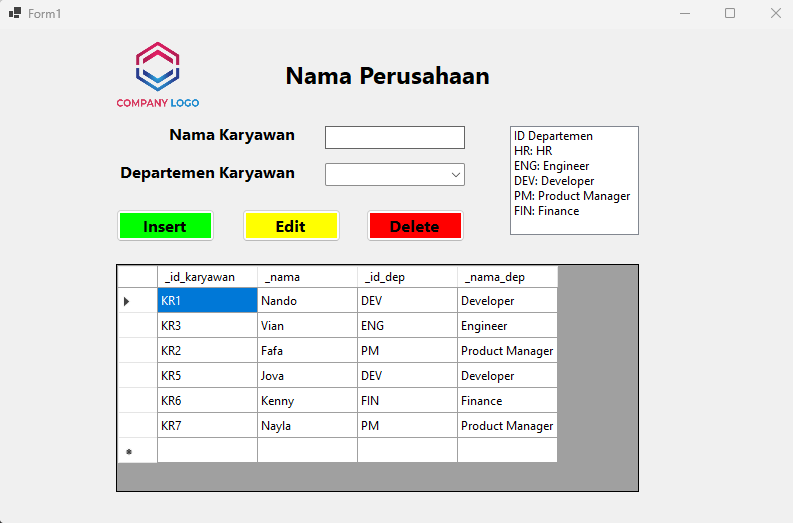 Form1
COMPANY LOGO
Nama Perusahaan
Nama Karyawan
Departemen Karyawan
ID Departemen
HR: HR
ENG: Engineer
DEV: Developer
PM: Product Manager
FIN: Finance
Insert Edit Delete
_id_karyawan _nama _id_dep _nama_dep
KR1 Nando DEV Developer
KR3 Vian ENG Engineer
KR2 Fafa PM Product Manager
KR5 Jova DEV Developer
KR6 Kenny FIN Finance
KR7 Nayla PM Product Manager